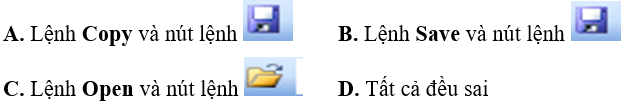 A. Lệnh Copy và nút lệnh B. Lệnh Save và nút lệnh
C. Lệnh Open và nút lệnh D. Tất cả đều sai